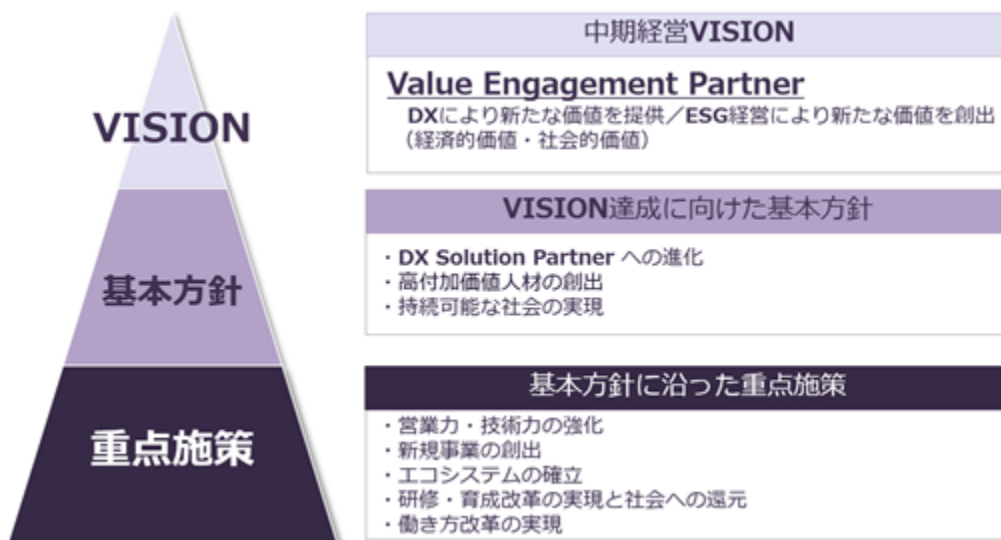 VISION
基本方針
重点施策
中期経営VISION
Value Engagement Partner
DXにより新たな価値を提供／ESG経営により新たな価値を創出
（経済的価値・社会的価値）
VISION達成に向けた基本方針
・DX Solution Partner への進化
・高付加価値人材の創出
・持続可能な社会の実現
基本方針に沿った重点施策
・営業力・技術力の強化
・新規事業の創出
・エコシステムの確立
・研修・育成改革の実現と社会への還元
・働き方改革の実現